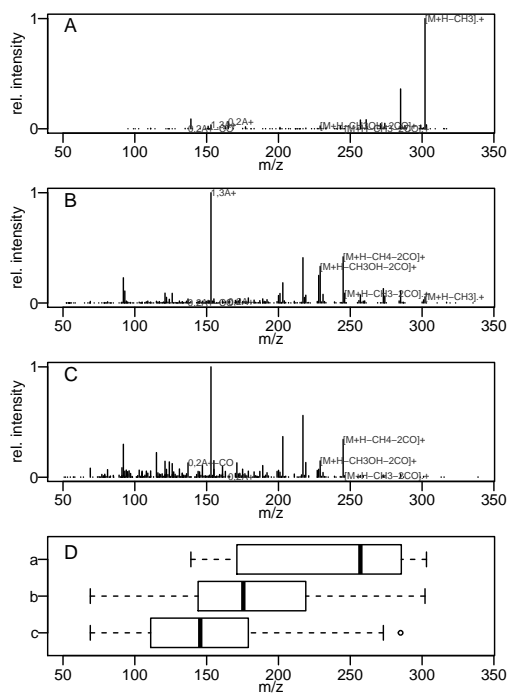 A
[M+H−CH3].+
rel. intensity
1
0
1,3A+
0,2A+
50 100 150 200 250 300 350
m/z
B
1,3A+
rel. intensity
1
0
[M+H−CH4−2CO]+
[M+H−CH3OH−2CO]+
[M+H−CH3−2CO].+
[M+H−CH3].+
50 100 150 200 250 300 350
m/z
C
rel. intensity
1
0
[M+H−CH4−2CO]+
0,2A+−CO
[M+H−CH3OH−2CO]+
50 100 150 200 250 300 350
m/z
D
a
b
c
50 100 150 200 250 300 350
m/z